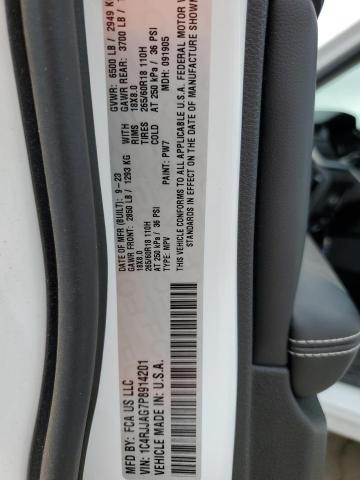 MFD BY: FCA US LLC
DATE OF MFR (BUILT): 9-23
GVWR: 6500 LB / 2949 K
GAWR FRONT: 2850 LB / 1293 KG
WITH
GAWR REAR: 3700 LB /
18X8.0
RIMS
18X8.0
265/60R18 110H
TIRES
265/60R18 110H
AT 250 kPa / 36 PSI
COLD
AT 250 kPa / 36 PSI
VIN: 1C4RJJAG7P8914201
TYPE: MPV
PAINT: PW7
MDH: 091905
VEHICLE MADE IN: U.S.A.
THIS VEHICLE CONFORMS TO ALL APPLICABLE U.S.A. FEDERAL MOTOR V
STANDARDS IN EFFECT ON THE DATE OF MANUFACTURE SHOWN